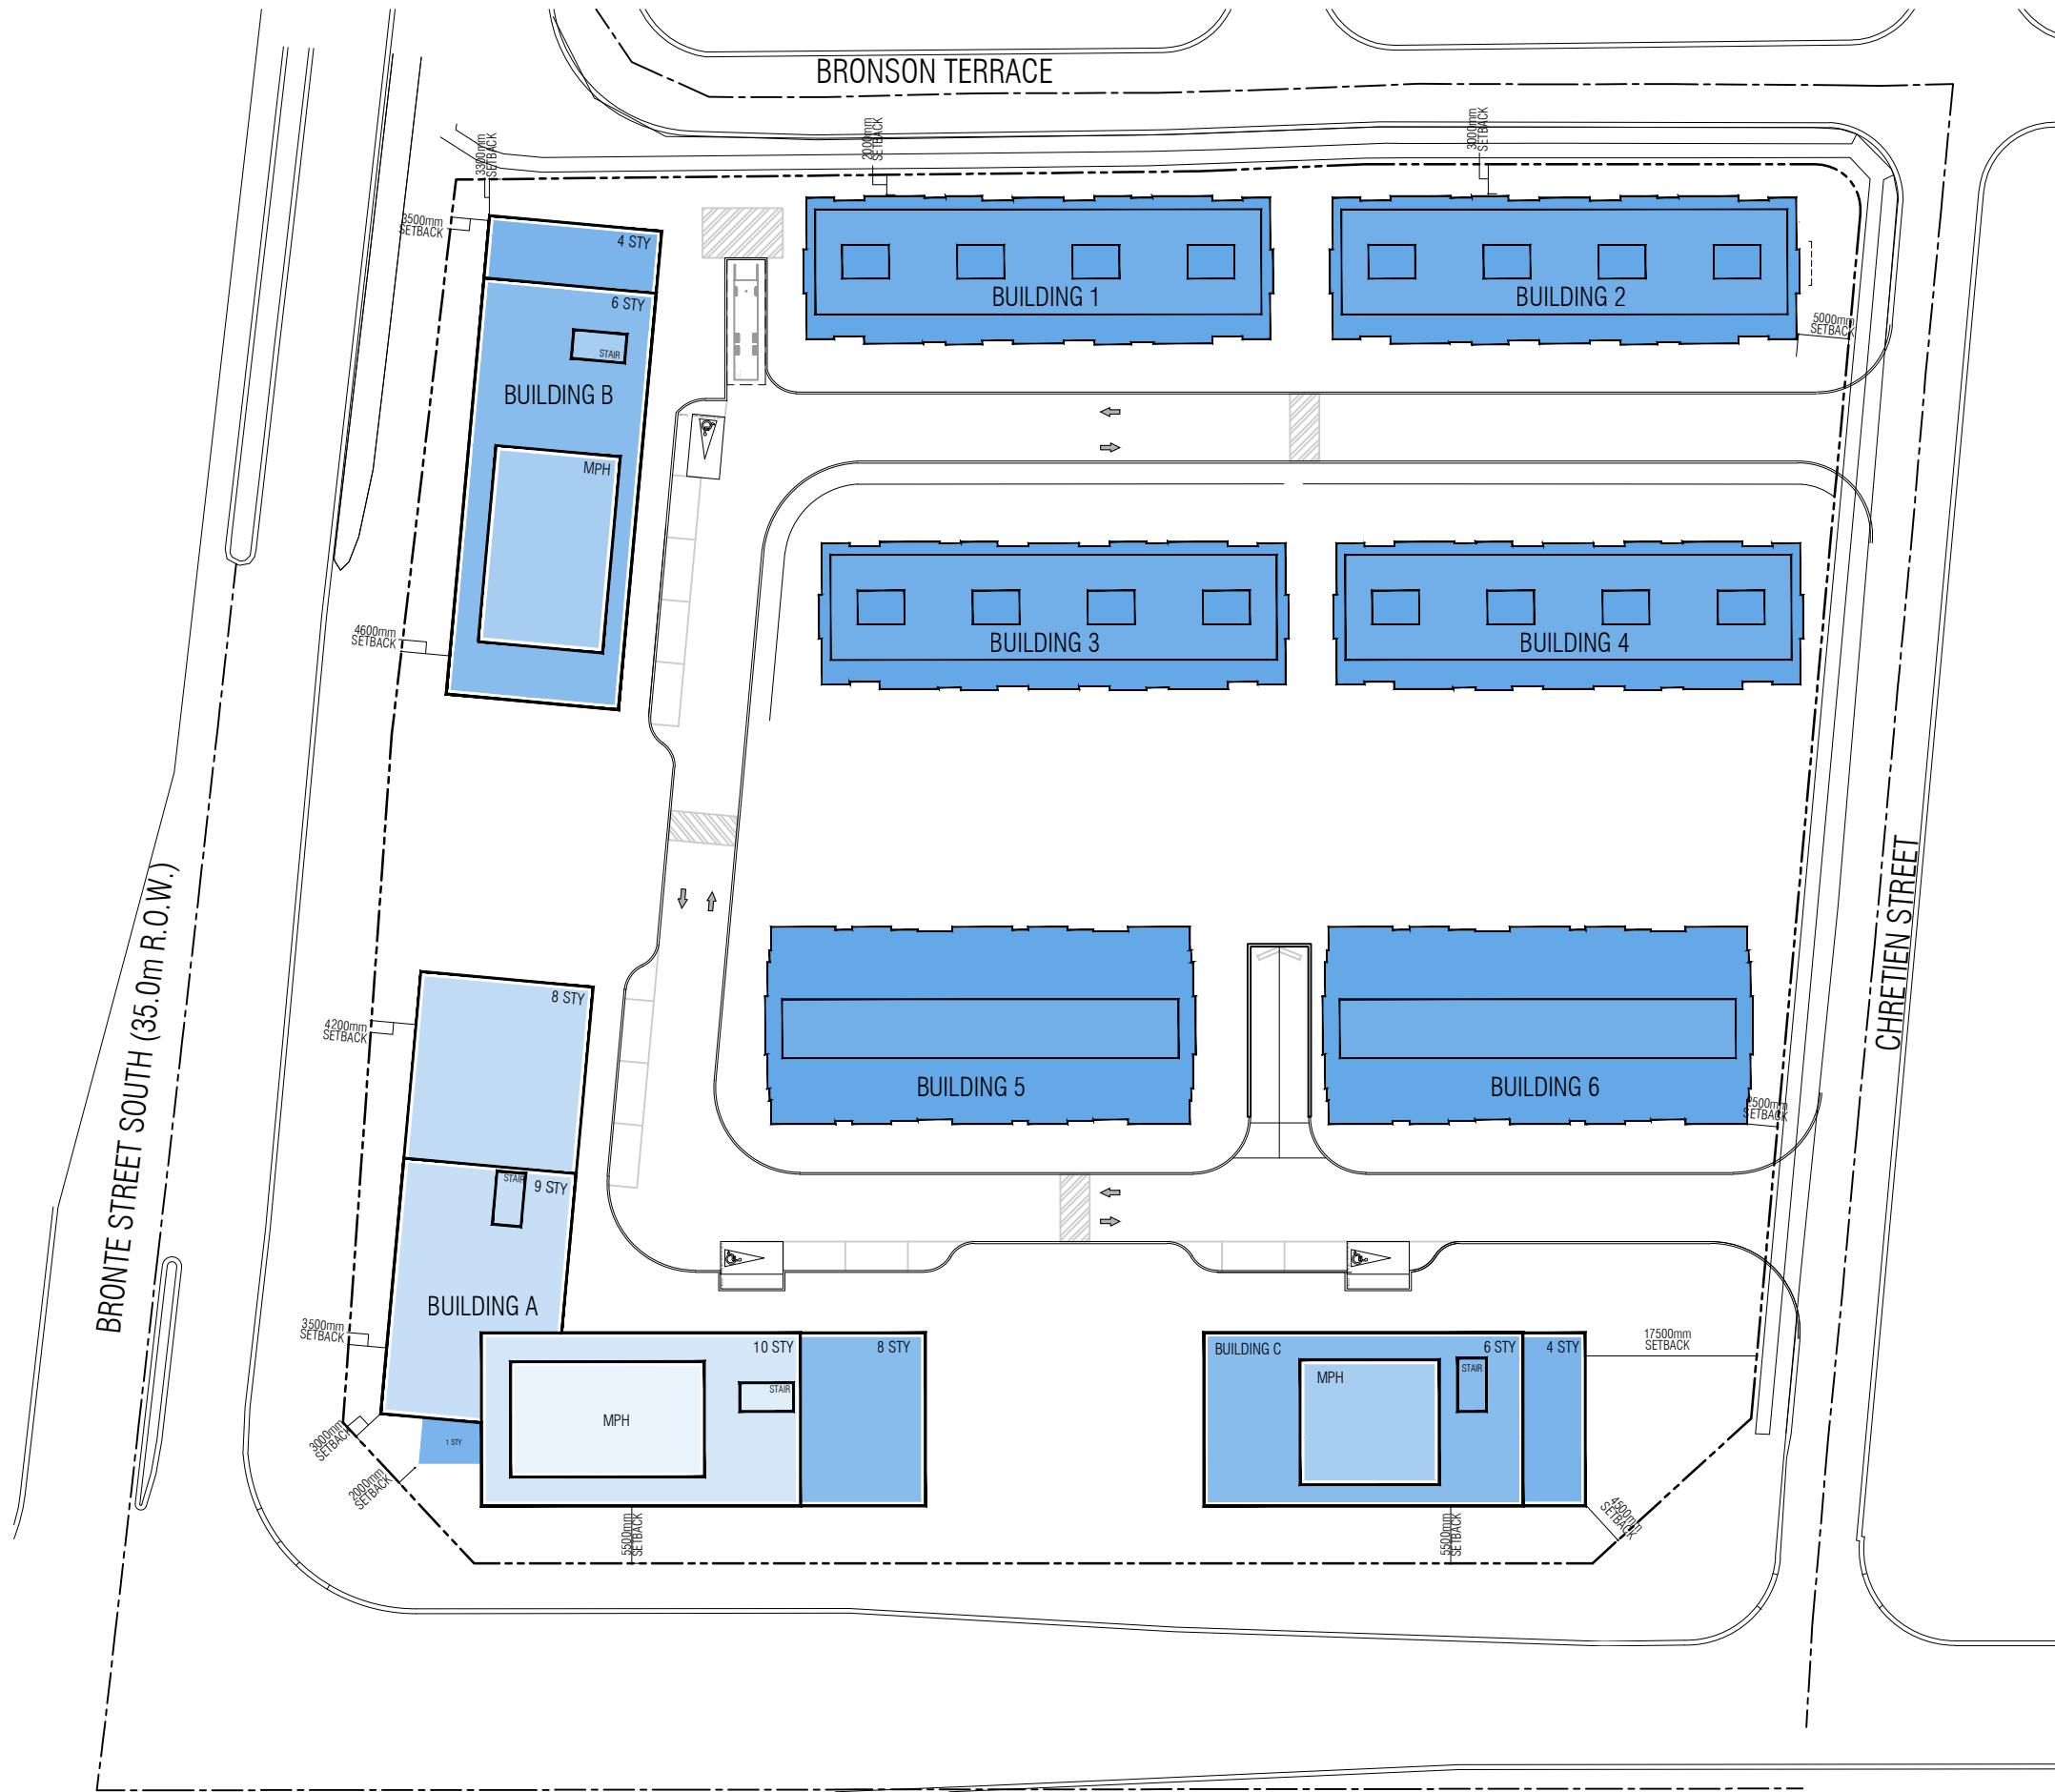 BRONSON TERRACE
3300mm
SETBACK
2000mm
SETBACK
3000mm
SETBACK
3500mm
SETBACK
4 STY
6 STY
STAIR
BUILDING B
MPH
BUILDING 1
BUILDING 2
5000mm
SETBACK
4600mm
SETBACK
BUILDING 3
BUILDING 4
BRONTE STREET SOUTH (35.0m R.O.W.)
CHRETIEN STREET
4200mm
SETBACK
8 STY
BUILDING 5
BUILDING 6
SETBACK
STAIR
9 STY
BUILDING A
3500mm
SETBACK
10 STY
8 STY
STAIR
MPH
1 STY
BUILDING C
6 STY
4 STY
MPH
STAIR
17500mm
SETBACK
3000mm
SETBACK
2000mm
SETBACK
5500mm
SETBACK
5500mm
SETBACK
4500mm
SETBACK